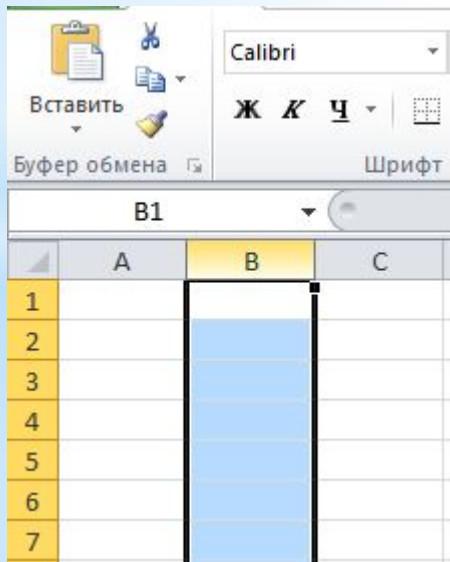 Вставить
Calibri
Ж К Ч
Буфер обмена
Шрифт
B1
A B C
1
2
3
4
5
6
7